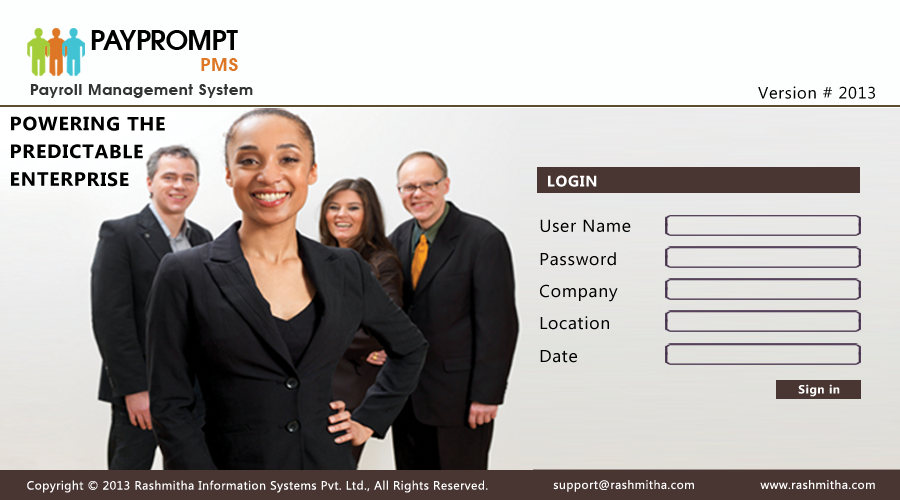 PAYPROMPT
PMS
Payroll Management System
Version # 2013
POWERING THE
PREDICTABLE
ENTERPRISE
LOGIN
User Name
Password
Company
Location
Date
Sign in
Copyright © 2013 Rashmitha Information Systems Pvt. Ltd., All Rights Reserved. support@rashmitha.com www.rashmitha.com